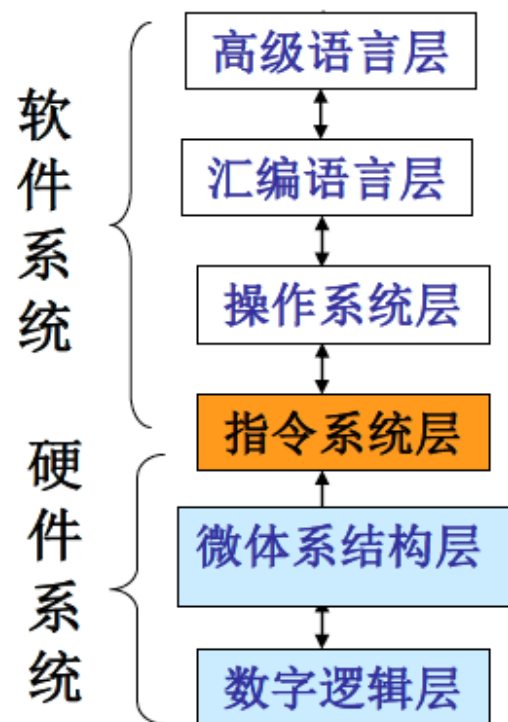 软件系统
高级语言层
汇编语言层
操作系统层
指令系统层
硬件系统
微体系结构层
数字逻辑层